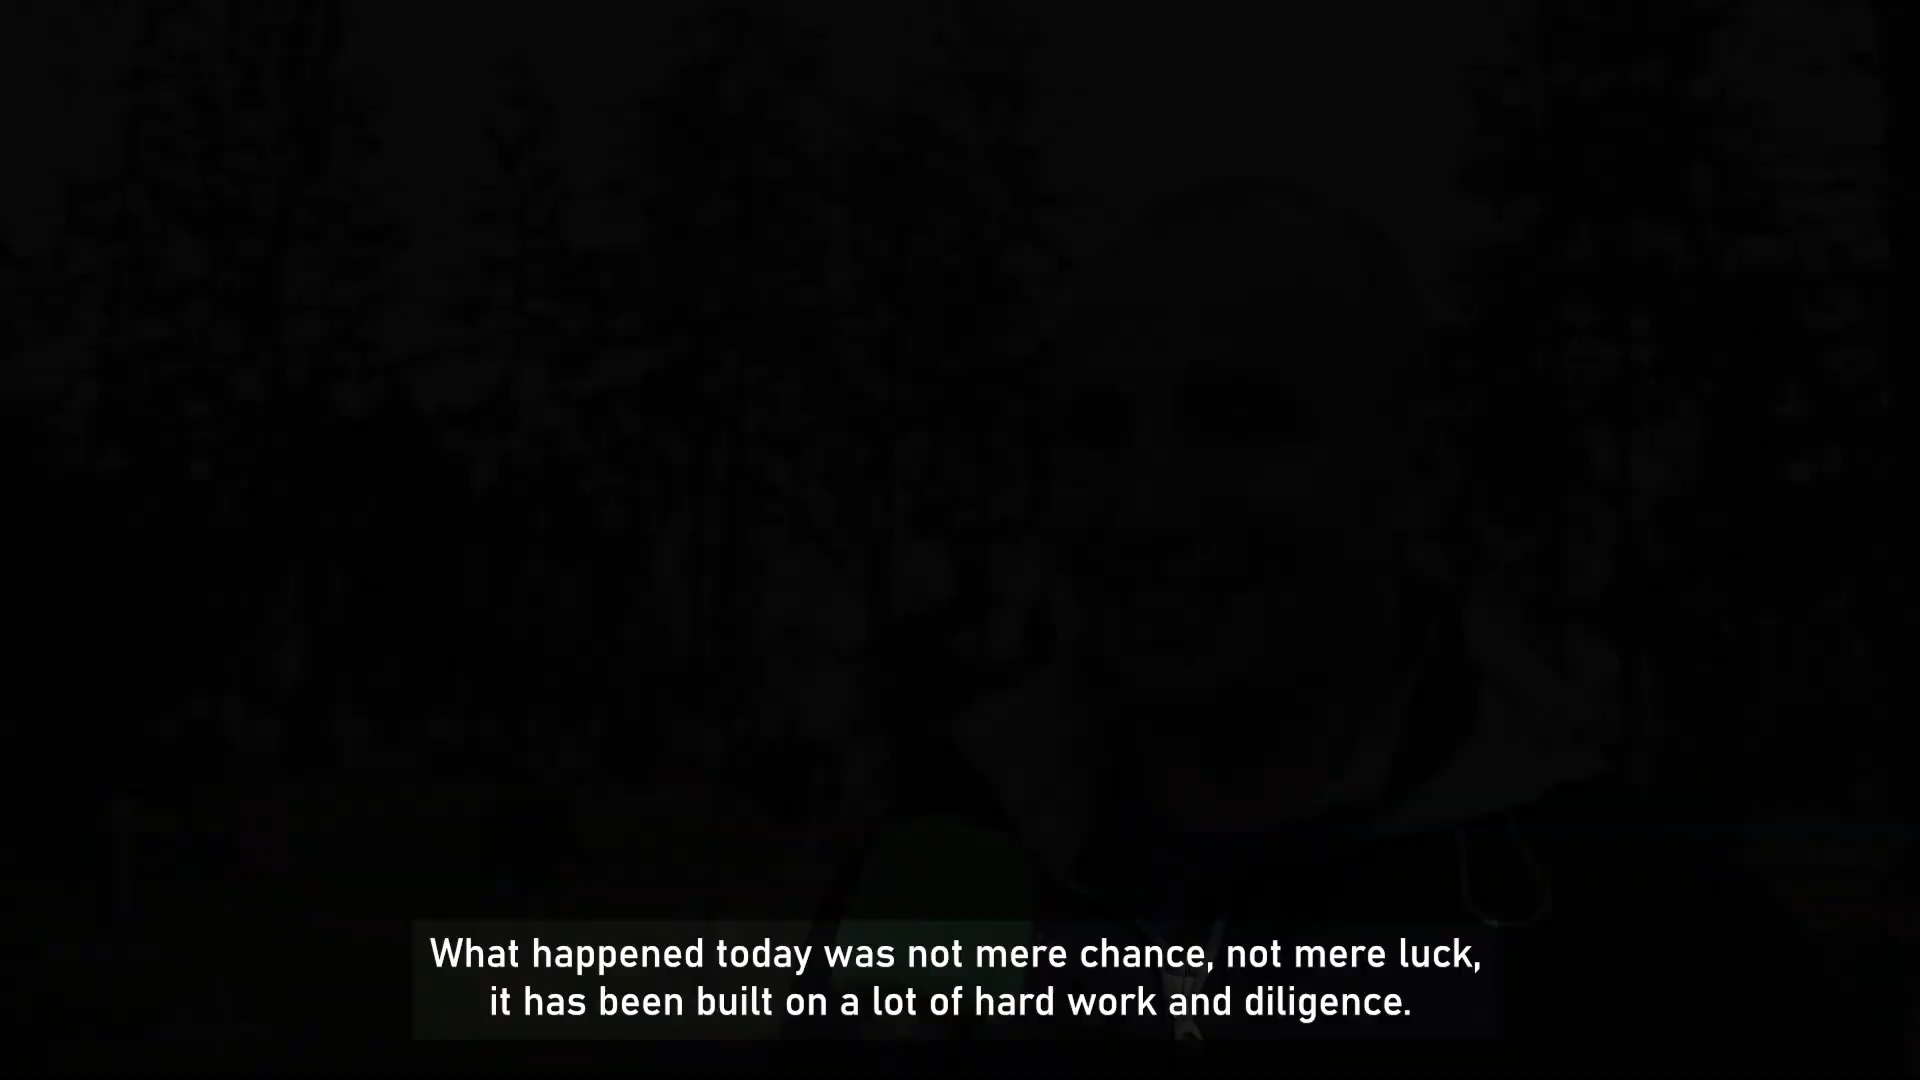 What happened today was not mere chance, not mere luck,
it has been built on a lot of hard work and diligence.